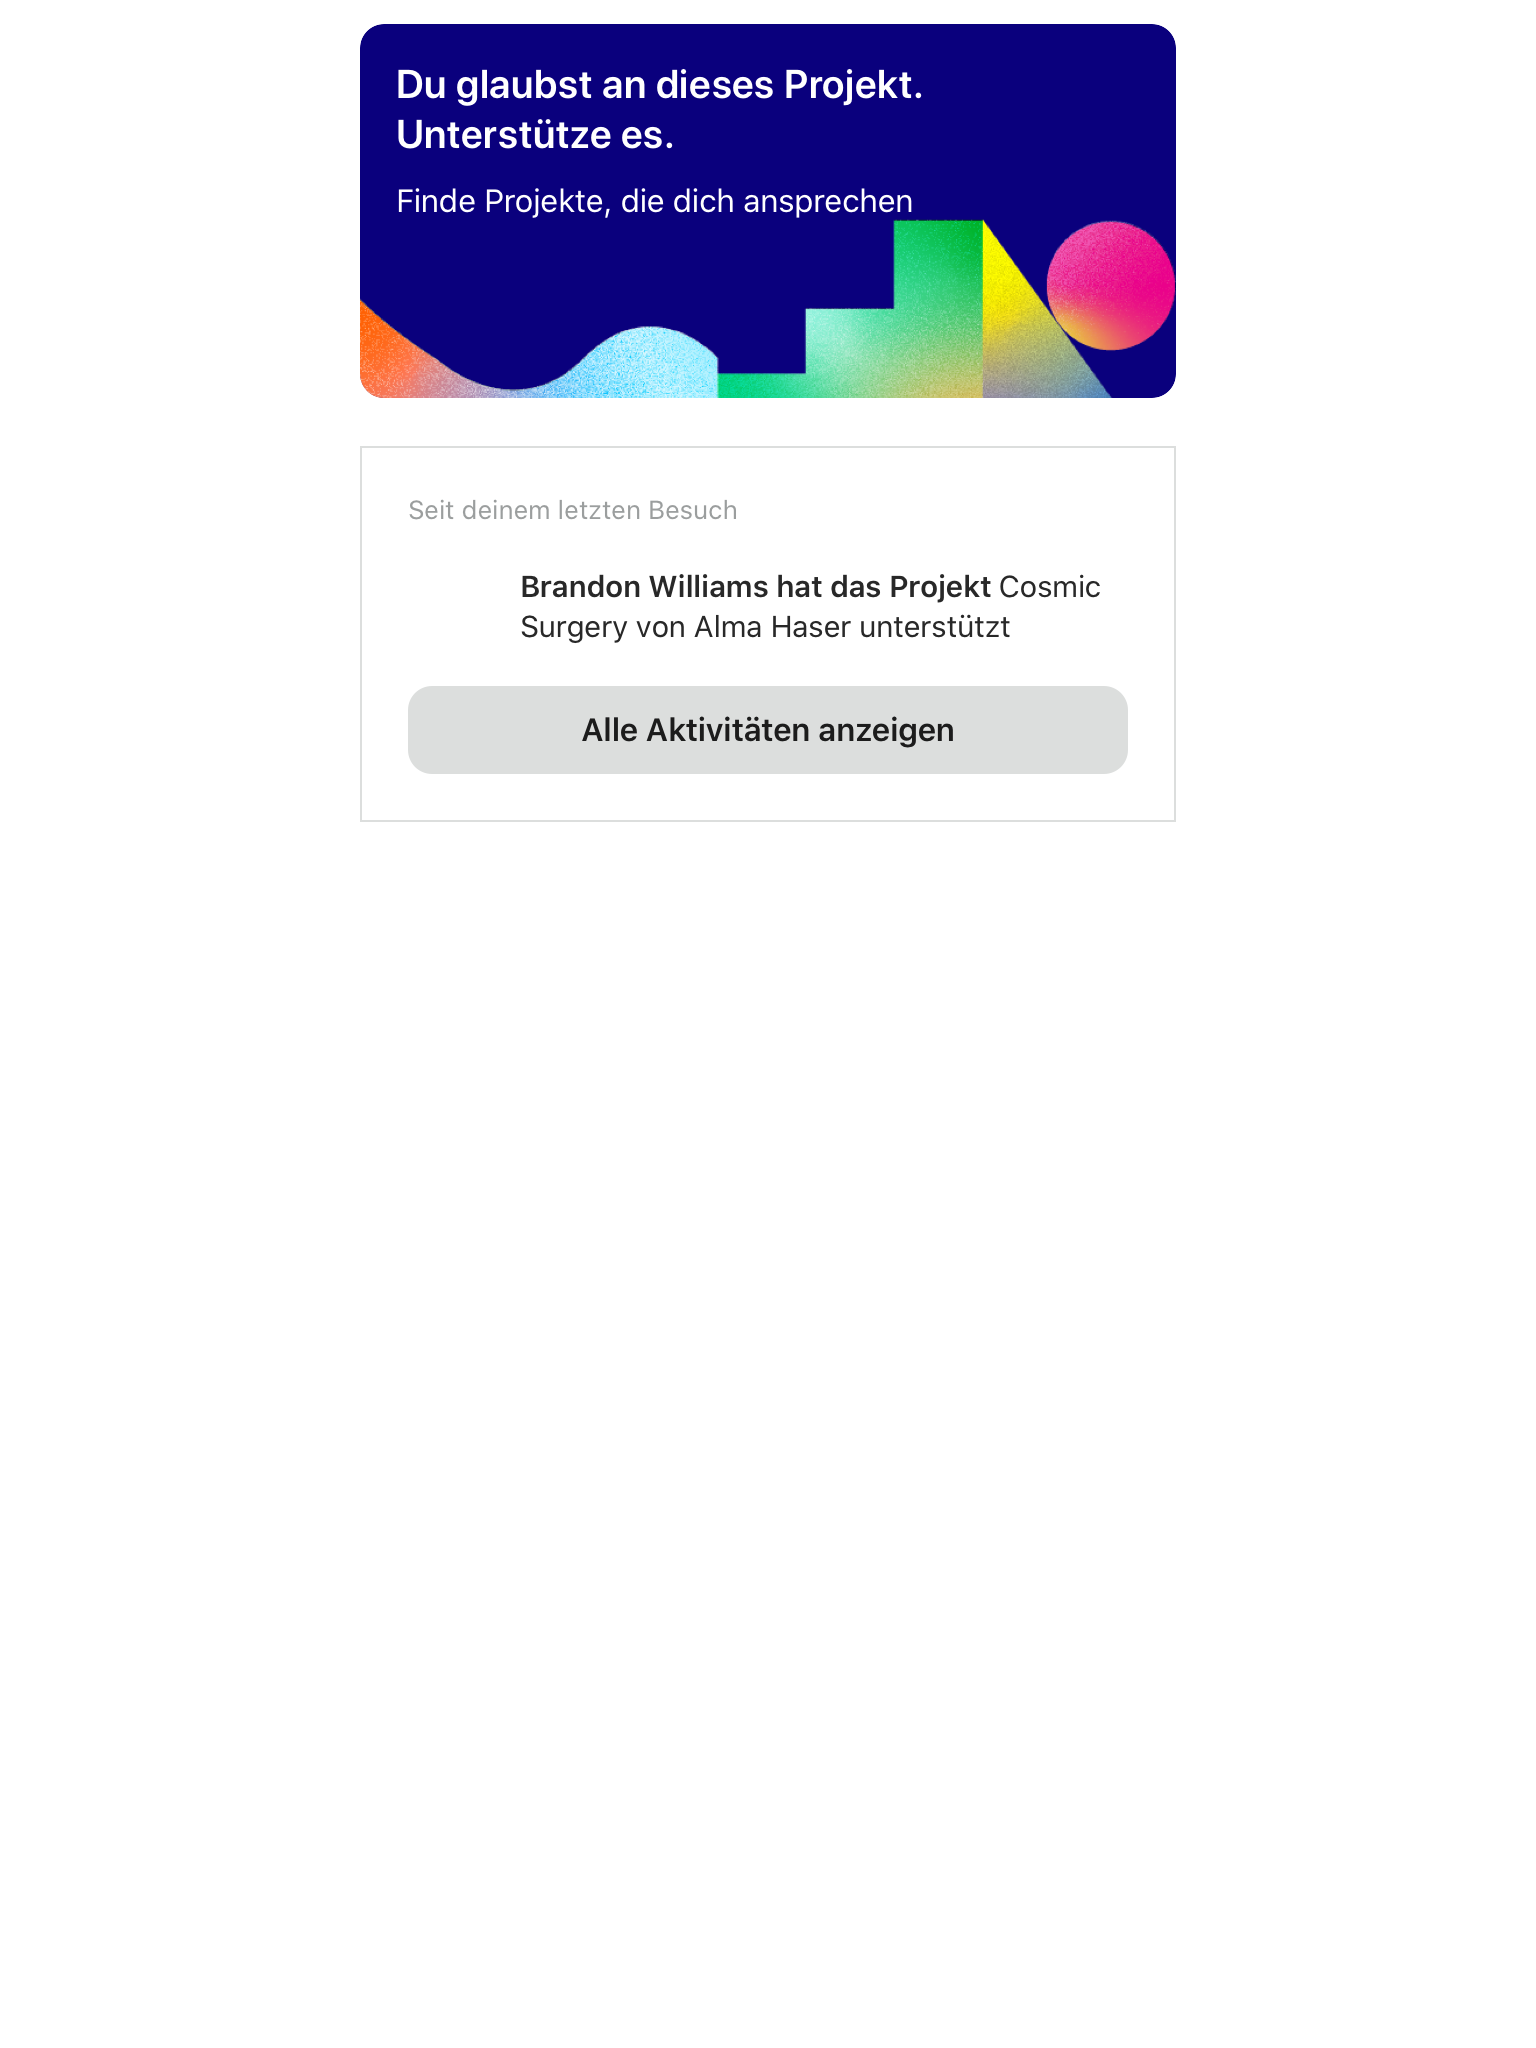 Du glaubst an dieses Projekt.
Unterstütze es.
Finde Projekte, die dich ansprechen
Seit deinem letzten Besuch
Brandon Williams hat das Projekt Cosmic
Surgery von Alma Haser unterstützt
Alle Aktivitäten anzeigen